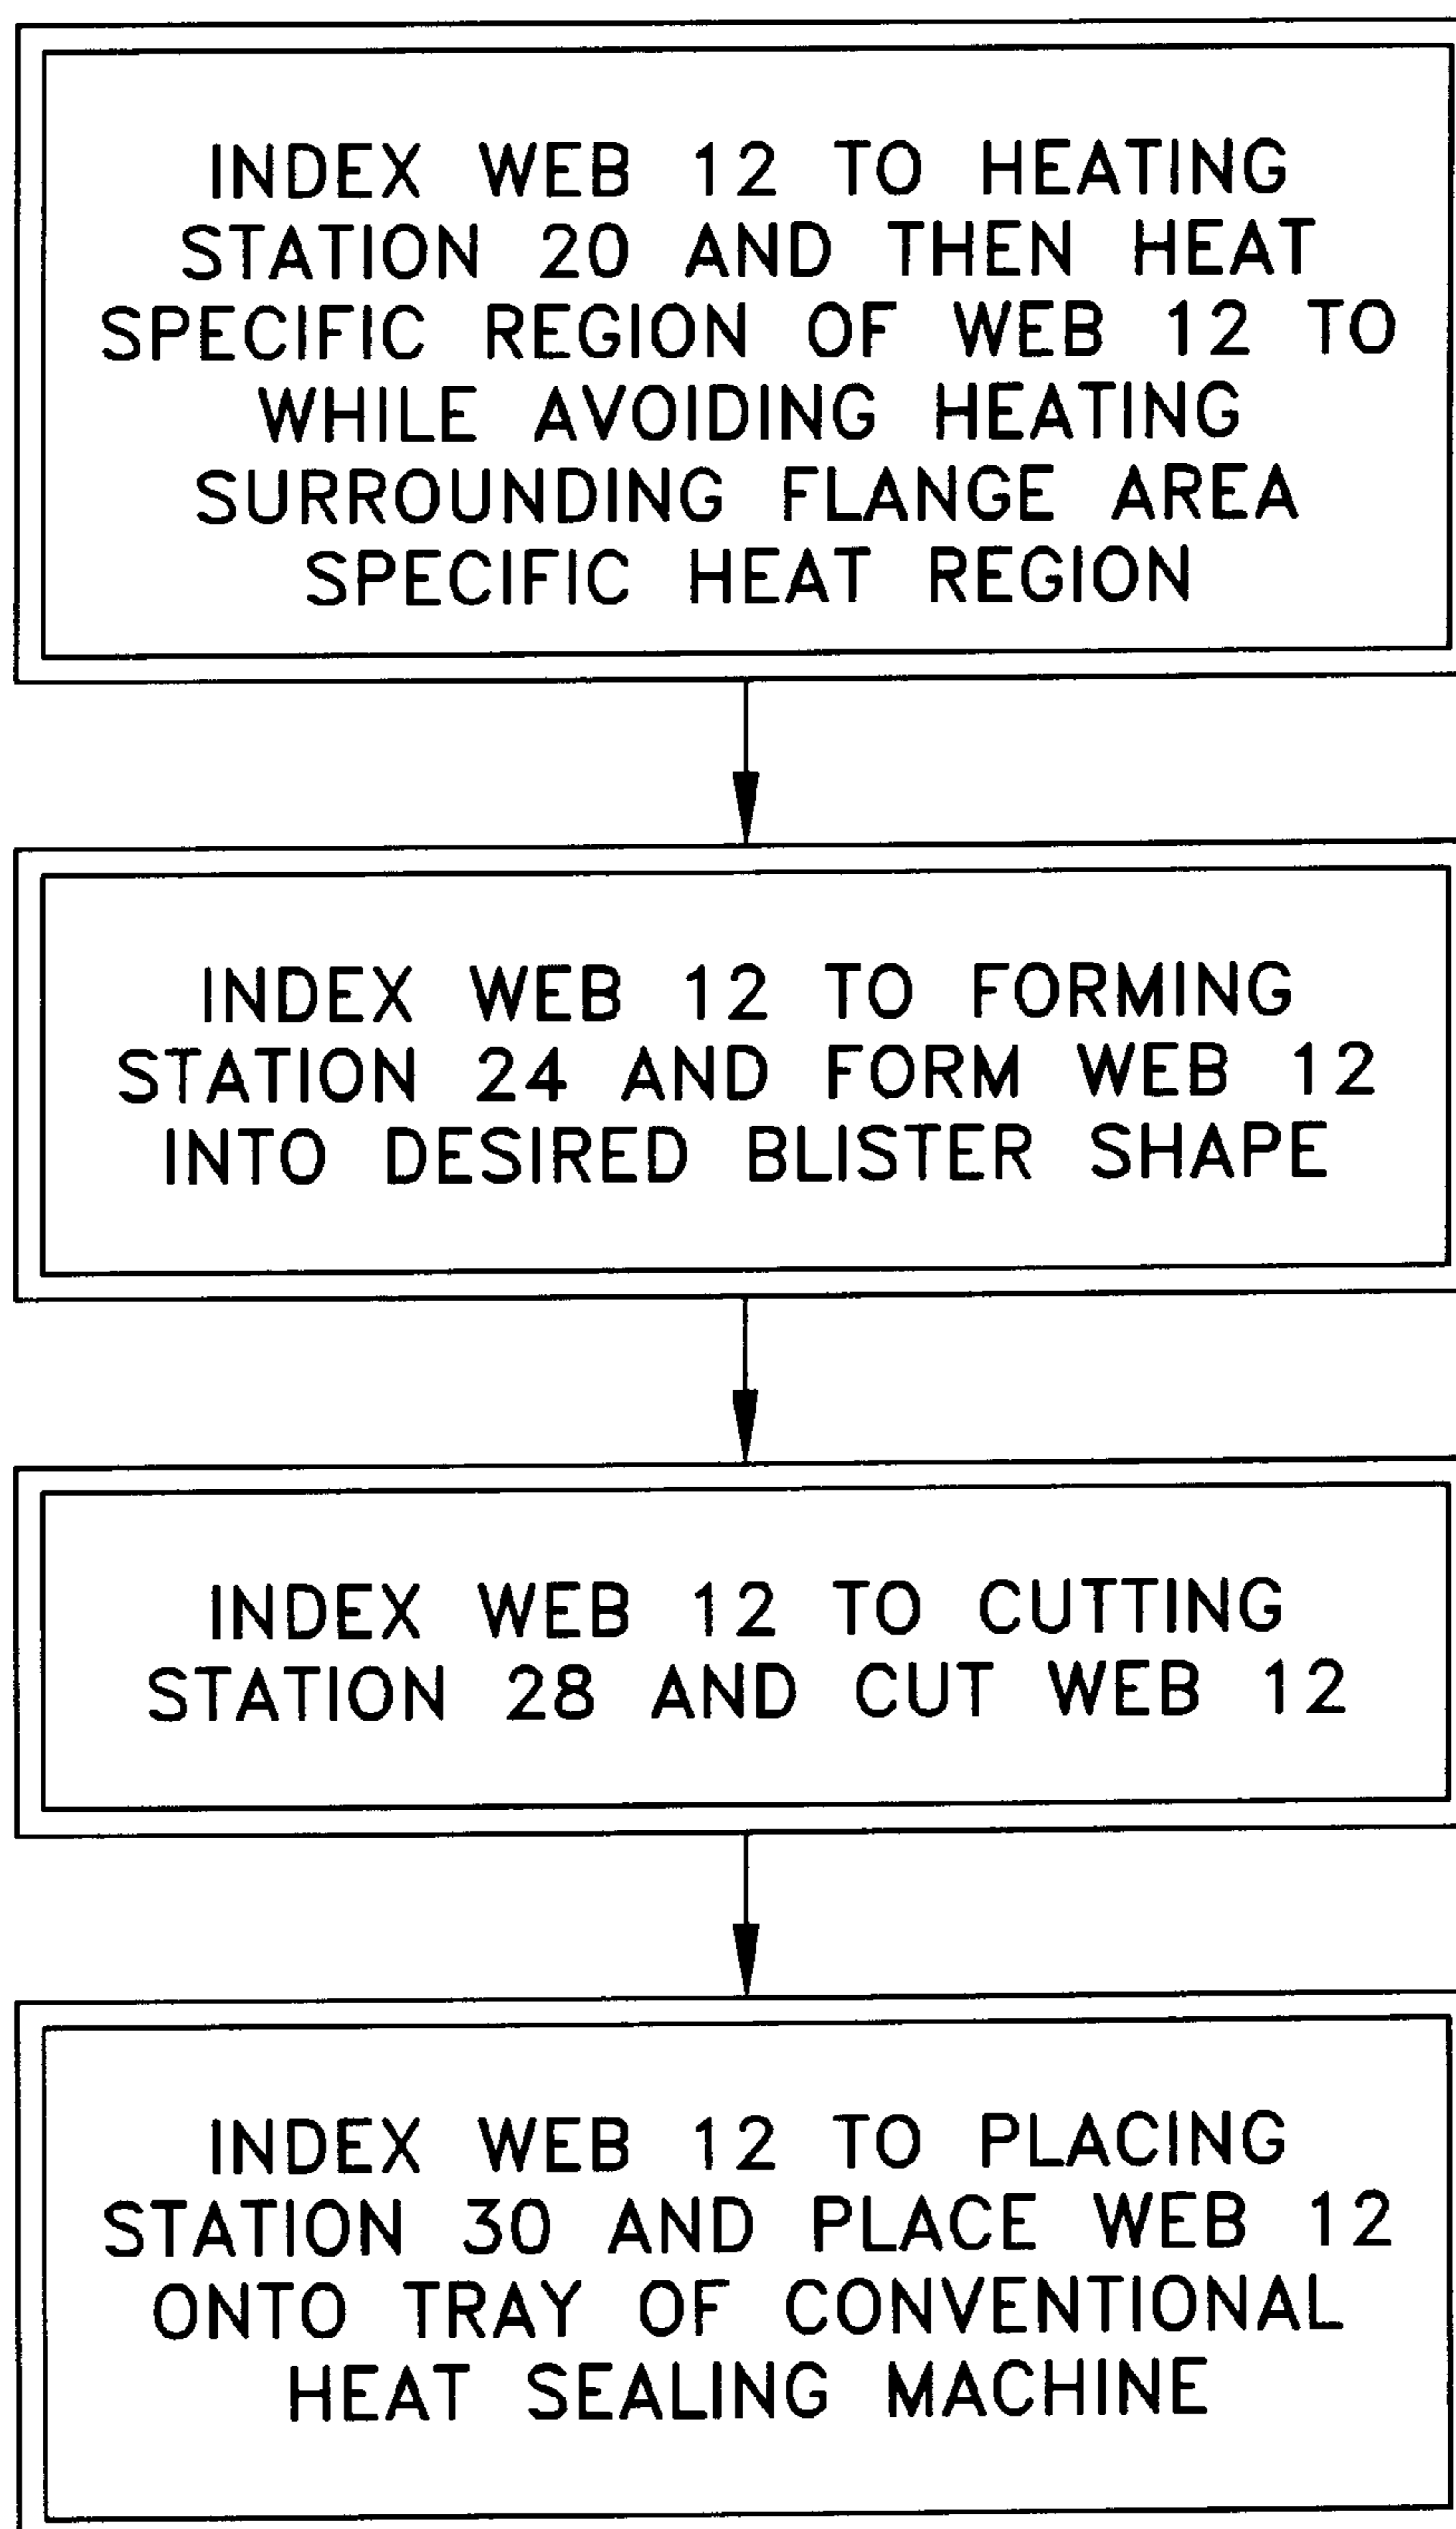 INDEX WEB 12 TO HEATING
STATION 20 AND THEN HEAT
SPECIFIC REGION OF WEB 12 TO
WHILE AVOIDING HEATING
SURROUNDING FLANGE AREA
SPECIFIC HEAT REGION
INDEX WEB 12 TO FORMING
STATION 24 AND FORM WEB 12
INTO DESIRED BLISTER SHAPE
INDEX WEB 12 TO CUTTING
STATION 28 AND CUT WEB 12
INDEX WEB 12 TO PLACING
STATION 30 AND PLACE WEB 12
ONTO TRAY OF CONVENTIONAL
HEAT SEALING MACHINE